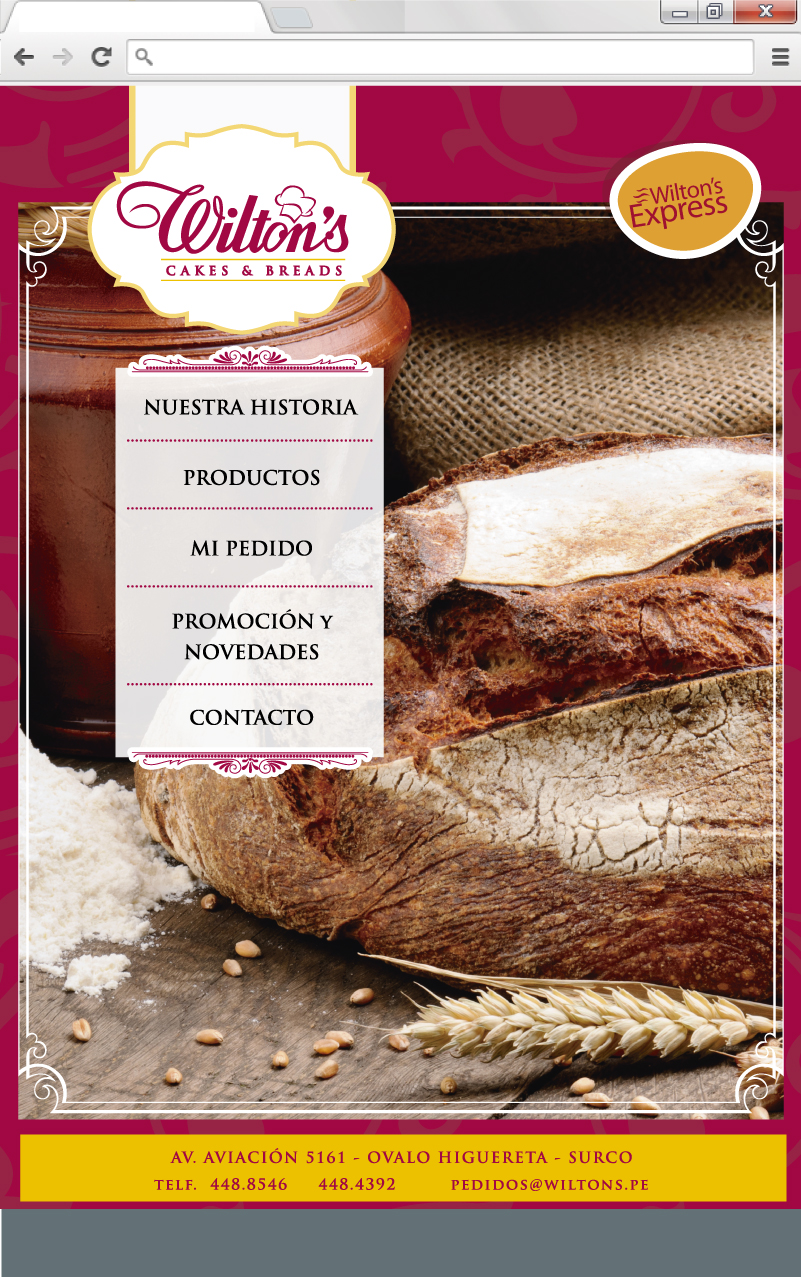 Wilton's
CAKES & BREADS
Wilton's
Express
NUESTRA HISTORIA
PRODUCTOS
MI PEDIDO
PROMOCIÓN Y
NOVEDADES
CONTACTO
AV. AVIACIÓN 5161 - OVALO HIGUERETA - SURCO
TELF. 448.8546 448.4392 PEDIDOS@WILTONS.PE